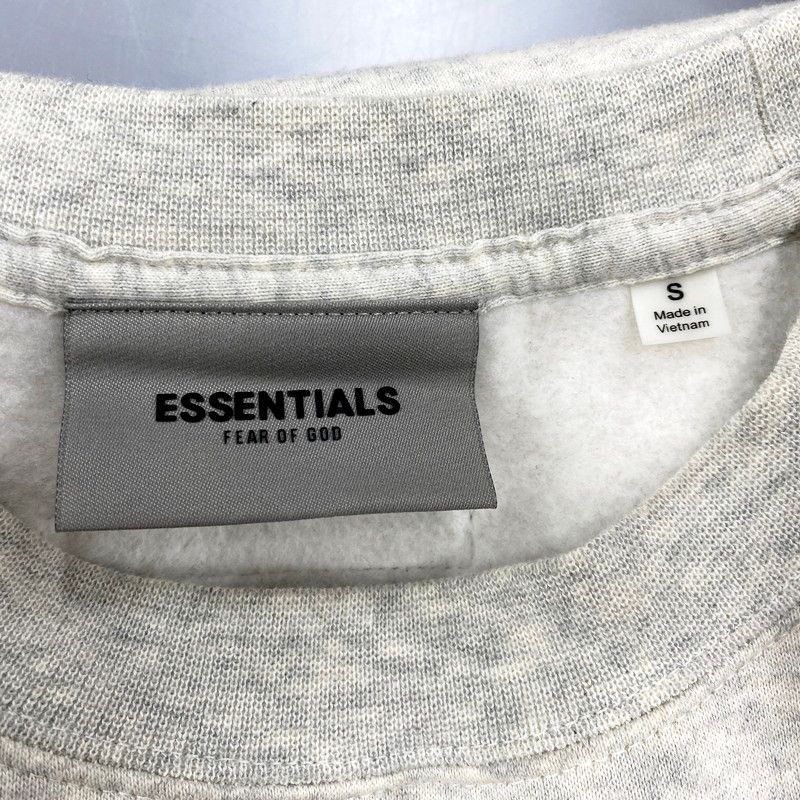 ESSENTIALS
FEAR OF GOD
S
Made in
Vietnam